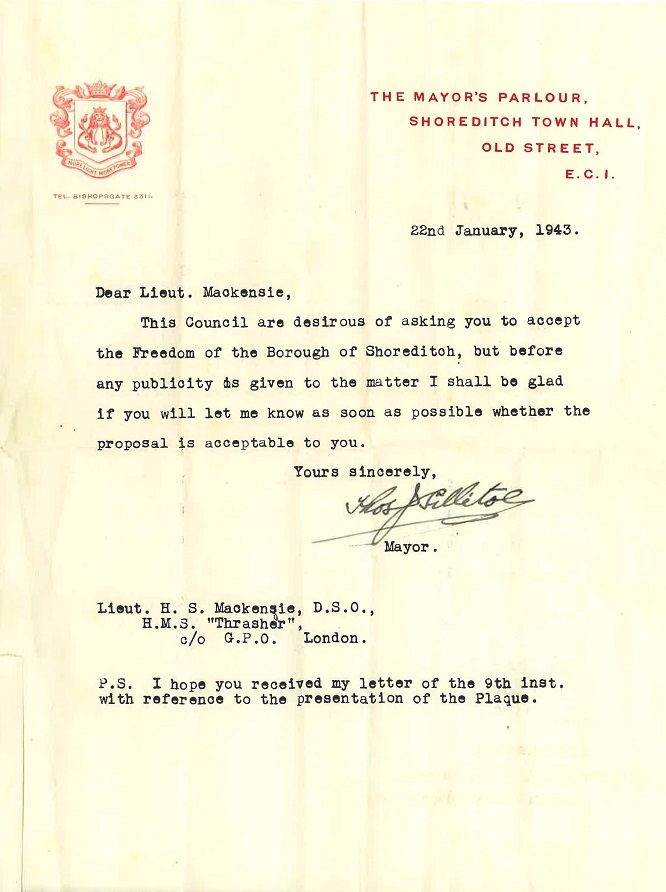 THE MAYOR'S PARLOUR,
SHOREDITCH TOWN HALL,
OLD STREET,
E.C.1.
MORE LIGHT MORE POWER
TEL. BISHOPSGATE 3311.
22nd January, 1943.
Dear Lieut. Mackensie,
This Council are desirous of asking you to accept
the Freedom of the Borough of Shoreditch, but before
any publicity is given to the matter I shall be glad
if you will let me know as soon as possible whether the
proposal is acceptable to you.
Yours sincerely,
Thos J Sillitoe
Mayor.
Lieut. H. S. Mackensie, D.S.O.,
H.M.S. "Thrasher",
c/o G.P.O. London.
P.S. I hope you received my letter of the 9th inst.
with reference to the presentation of the Plaque.